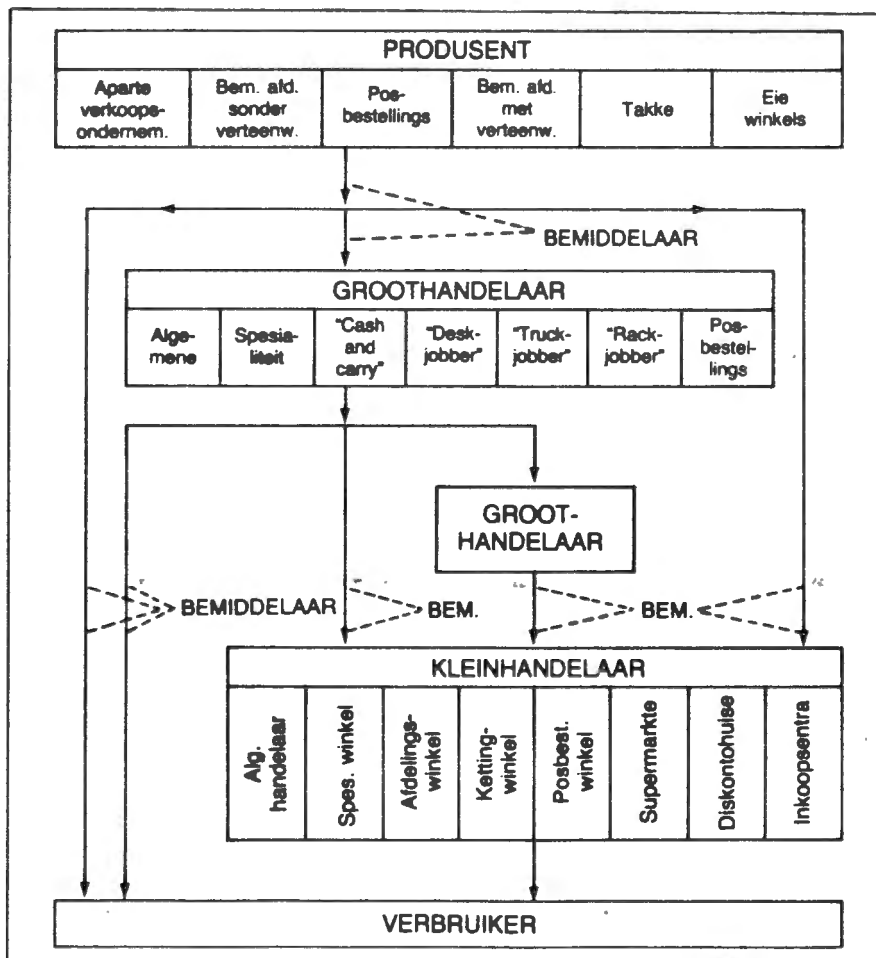 PRODUSENT
Aparte
verkoops-
ondernem.
Bem. afd.
sonder
verteenw.
Pos-
bestellings
Bem. afd.
met
verteenw.
Takke
Eie
winkels
BEMIDDELAAR
GROOTHANDELAAR
Alge-
mene
Spesia-
liteit
"Cash
and
carry"
"Desk-
jobber"
"Truck-
jobber"
"Rack-
jobber"
Pos-
bestel-
lings
GROOT-
HANDELAAR
BEMIDDELAAR
BEM.
BEM.
KLEINHANDELAAR
Alg.
handelaar
Spes. winkel
Afdelings-
winkel
Ketting-
winkel
Posbest.
winkel
Supermarkte
Diskontohuise
Inkoopsentra
VERBRUIKER